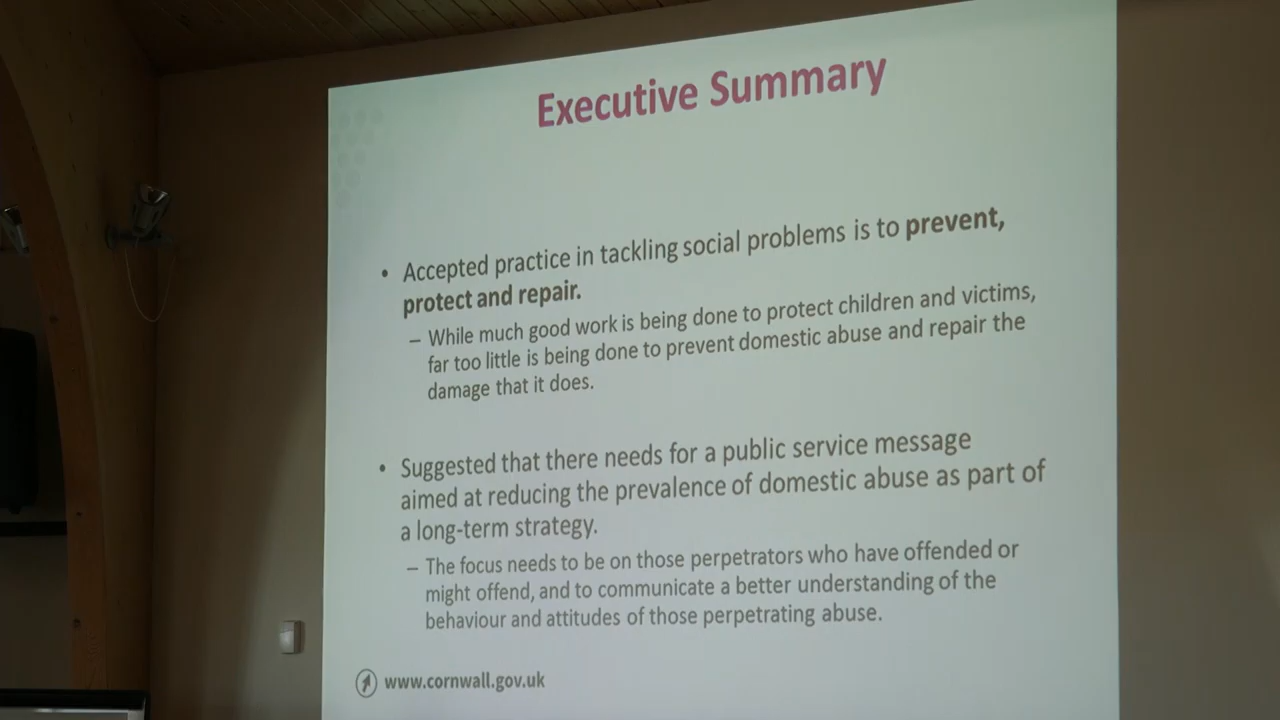 Executive Summary
• Accepted practice in tackling social problems is to prevent,
protect and repair.
– While much good work is being done to protect children and victims,
far too little is being done to prevent domestic abuse and repair the
damage that it does.
• Suggested that there needs for a public service message
aimed at reducing the prevalence of domestic abuse as part of
a long-term strategy.
– The focus needs to be on those perpetrators who have offended or
might offend, and to communicate a better understanding of the
behaviour and attitudes of those perpetrating abuse.
www.cornwall.gov.uk